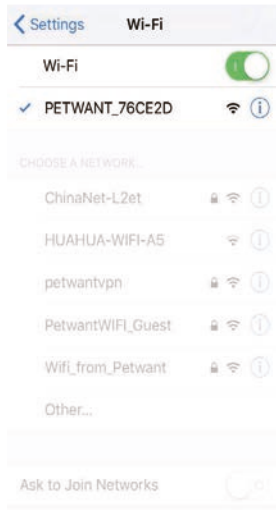 Settings Wi-Fi
Wi-Fi
PETWANT_76CE2D
CHOOSE A NETWORK...
ChinaNet-L2et
HUAHUA-WIFI-A5
petwantvpn
PetwantWIFI_Guest
Wifi_from_Petwant
Other...
Ask to Join Networks